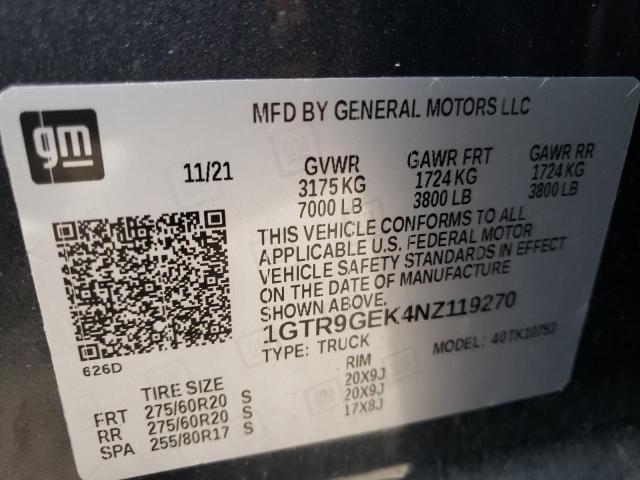 gm
MFD BY GENERAL MOTORS LLC
11/21 GVWR GAWR FRT GAWR RR
3175 KG 1724 KG 1724 KG
7000 LB 3800 LB 3800 LB
THIS VEHICLE CONFORMS TO ALL
APPLICABLE U.S. FEDERAL MOTOR
VEHICLE SAFETY STANDARDS IN EFFECT
ON THE DATE OF MANUFACTURE
SHOWN ABOVE.
1GTR9GEK4NZ119270
626D TYPE: TRUCK MODEL: 40TK10753
TIRE SIZE RIM
FRT 275/60R20 S 20X9J
RR 275/60R20 S 20X9J
SPA 255/80R17 S 17X8J